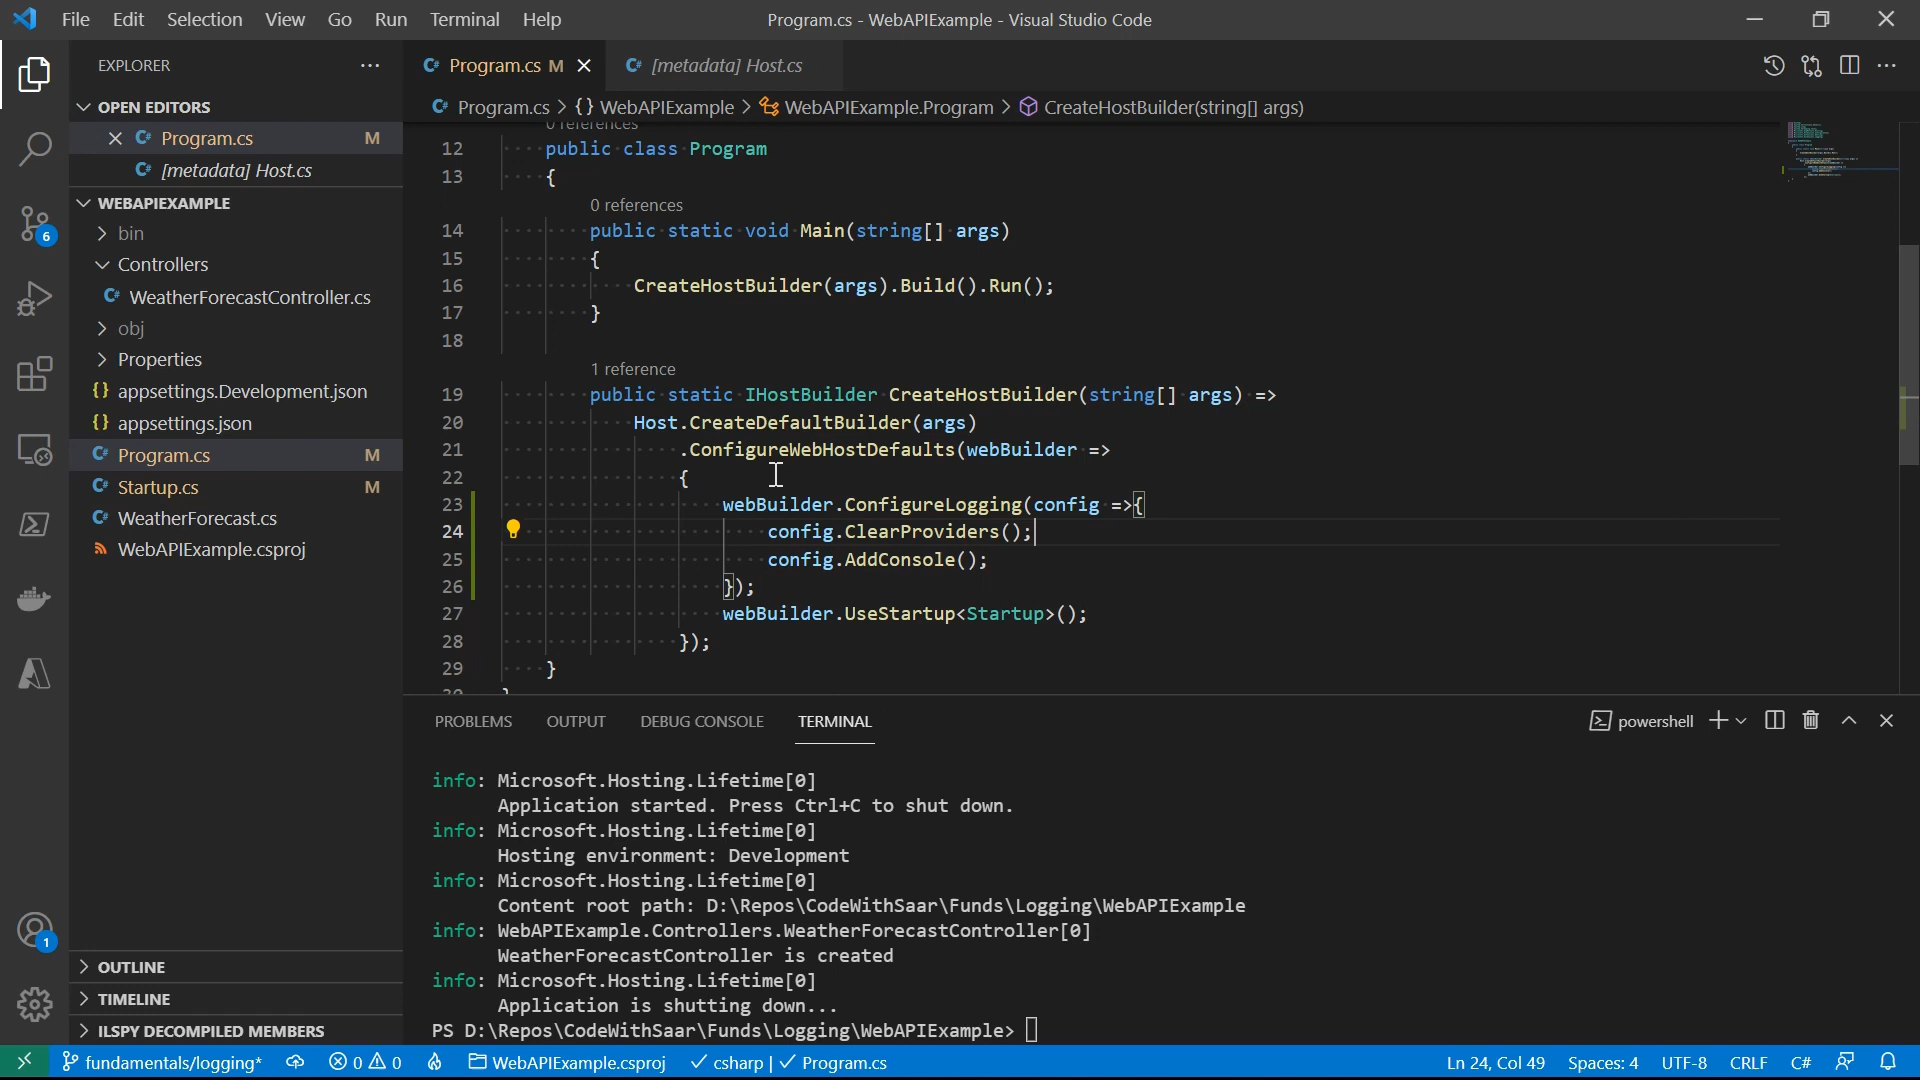 File Edit Selection View Go Run Terminal Help
Program.cs - WebAPIExample - Visual Studio Code
EXPLORER
OPEN EDITORS
Program.cs M
[metadata] Host.cs
WEBAPIEXAMPLE
bin
Controllers
WeatherForecastController.cs
obj
Properties
{} appsettings.Development.json
{} appsettings.json
Program.cs M
Startup.cs M
WeatherForecast.cs
WebAPIExample.csproj
OUTLINE
TIMELINE
ILSPY DECOMPILED MEMBERS
6
1
Program.cs M
[metadata] Host.cs
Program.cs > {} WebAPIExample > WebAPIExample.Program > CreateHostBuilder(string[] args)
0 references
12 public class Program
13 {
0 references
14 public static void Main(string[] args)
15 {
16 CreateHostBuilder(args).Build().Run();
17 }
18
1 reference
19 public static IHostBuilder CreateHostBuilder(string[] args) =>
20 Host.CreateDefaultBuilder(args)
21 .ConfigureWebHostDefaults(webBuilder =>
22 {
23 webBuilder.ConfigureLogging(config =>{
24 config.ClearProviders();
25 config.AddConsole();
26 });
27 webBuilder.UseStartup<Startup>();
28 });
29 }
30 }
PROBLEMS OUTPUT DEBUG CONSOLE TERMINAL
powershell
info: Microsoft.Hosting.Lifetime[0]
Application started. Press Ctrl+C to shut down.
info: Microsoft.Hosting.Lifetime[0]
Hosting environment: Development
info: Microsoft.Hosting.Lifetime[0]
Content root path: D:\Repos\CodeWithSaar\Funds\Logging\WebAPIExample
info: WebAPIExample.Controllers.WeatherForecastController[0]
WeatherForecastController is created
info: Microsoft.Hosting.Lifetime[0]
Application is shutting down...
PS D:\Repos\CodeWithSaar\Funds\Logging\WebAPIExample>
fundamentals/logging* 0 0 WebAPIExample.csproj csharp | Program.cs
Ln 24, Col 49 Spaces: 4 UTF-8 CRLF C#